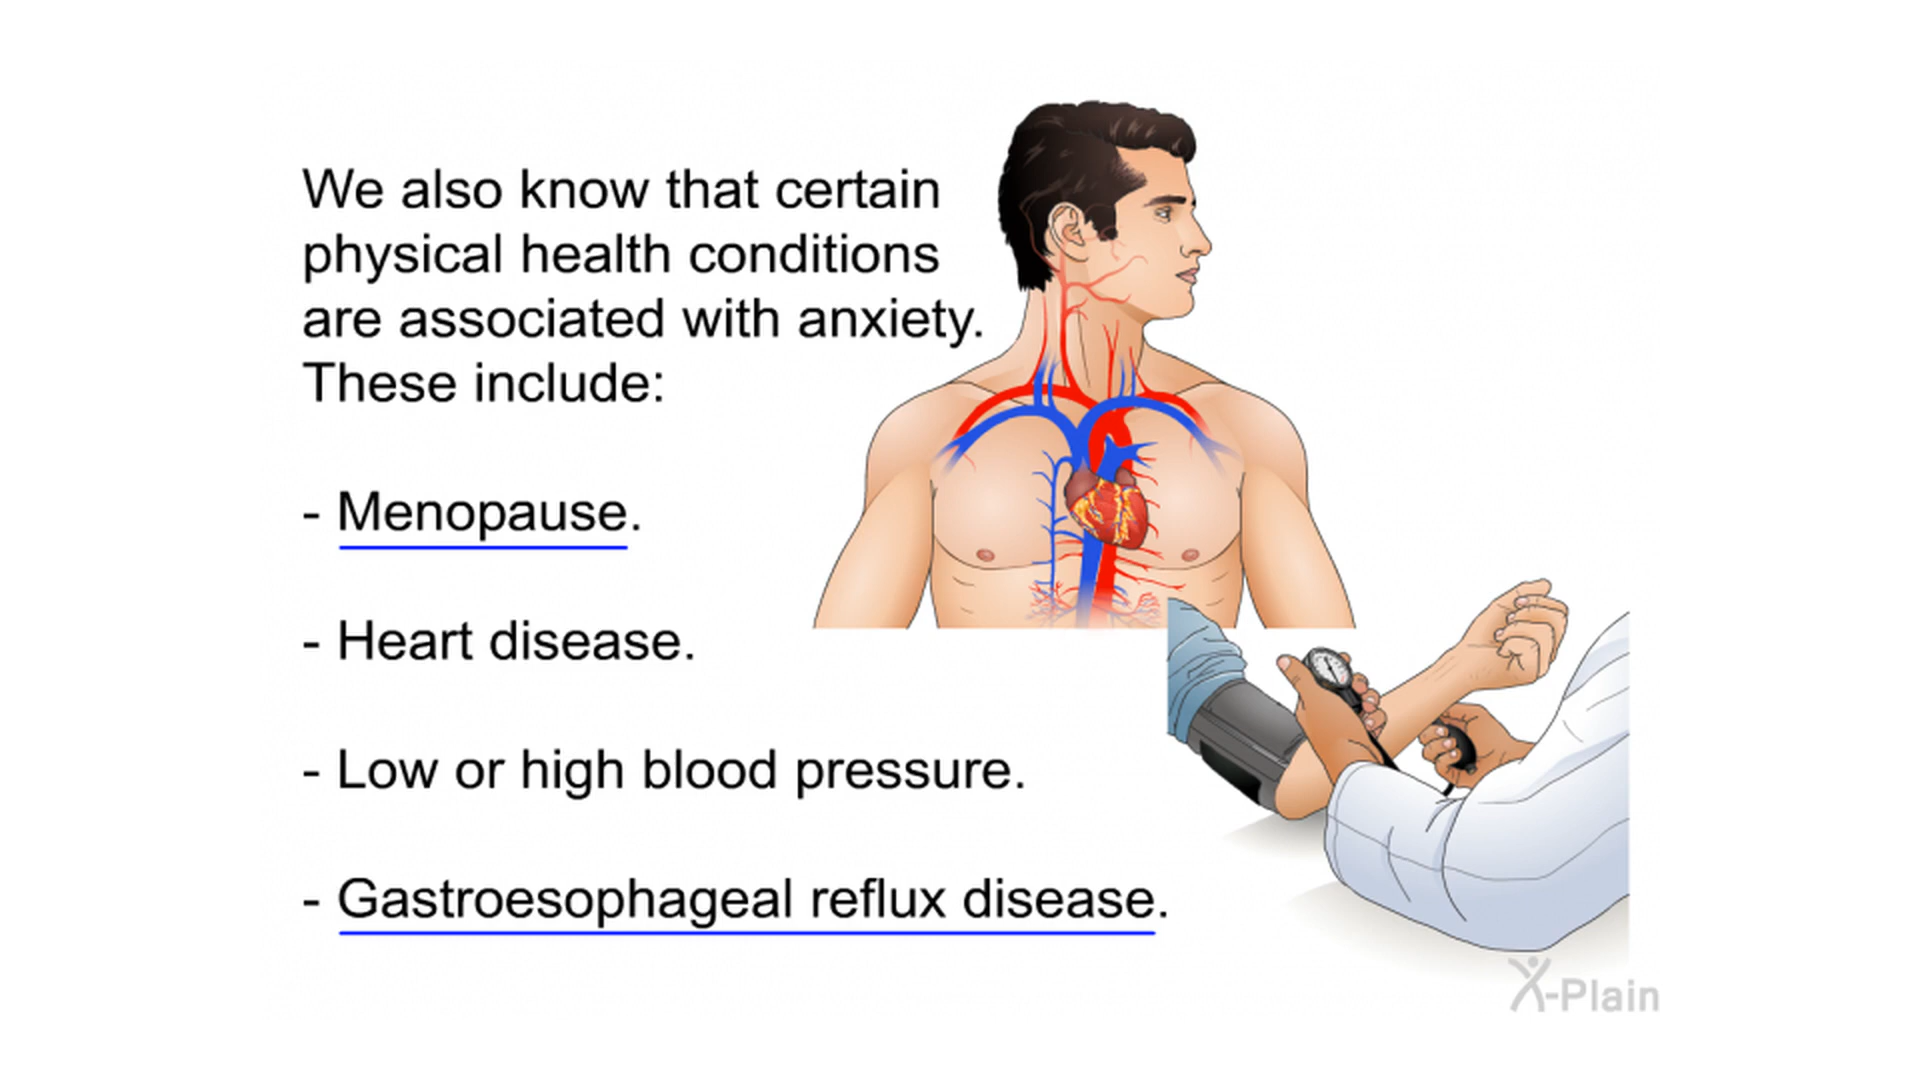 We also know that certain
physical health conditions
are associated with anxiety.
These include:
- Menopause.
- Heart disease.
- Low or high blood pressure.
- Gastroesophageal reflux disease.
X-Plain